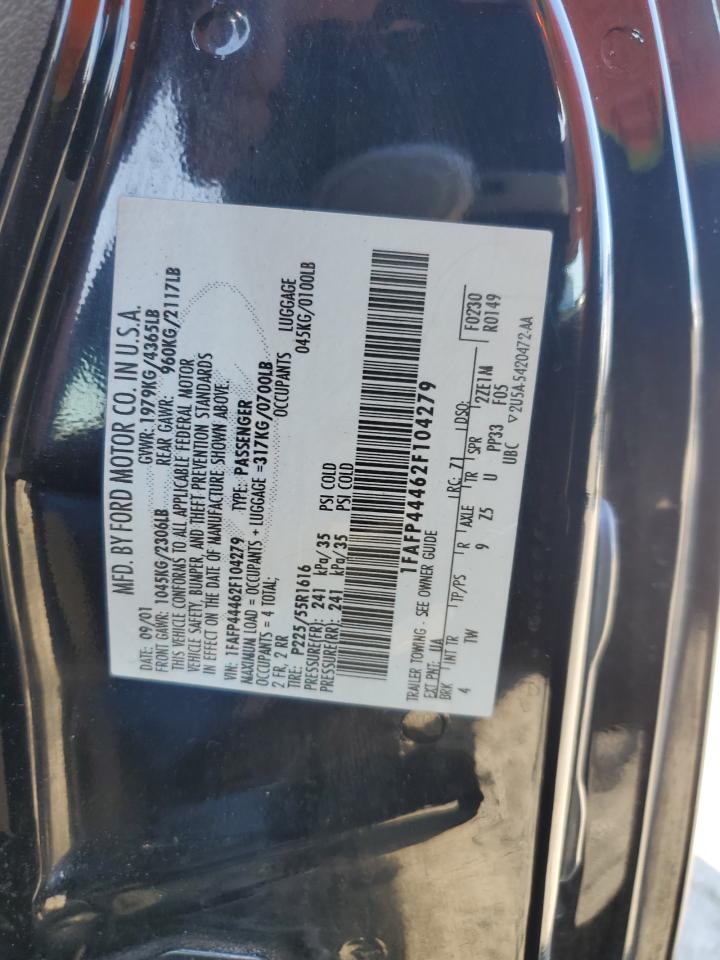 MFD. BY FORD MOTOR CO. IN U.S.A.
DATE: 09/01 GVWR: 1979KG/4365LB
FRONT GAWR: 1045KG/2306LB REAR GAWR: 960KG/2117LB
THIS VEHICLE CONFORMS TO ALL APPLICABLE FEDERAL MOTOR
VEHICLE SAFETY, BUMPER, AND THEFT PREVENTION STANDARDS
IN EFFECT ON THE DATE OF MANUFACTURE SHOWN ABOVE.
VIN: 1FAFP44462F104279 TYPE: PASSENGER
MAXIMUM LOAD = OCCUPANTS + LUGGAGE =317KG/0700LB
OCCUPANTS = 4 TOTAL; OCCUPANTS LUGGAGE
2 FR, 2 RR 045KG/0100LB
TIRE: P225/55R1616
PRESSURE(FR): 241 kPa/35 PSI COLD
PRESSURE(RR): 241 kPa/35 PSI COLD
1FAFP44462F104279
TRAILER TOWING - SEE OWNER GUIDE
EXT PNT: UA RC: 71 DSO: F0230
BRK INT TR TP/PS R AXLE TR SPR R0149
4 TW 9 Z5 U PP33 2ZE1M
F05
UBC ▽2U5A-5420472-AA